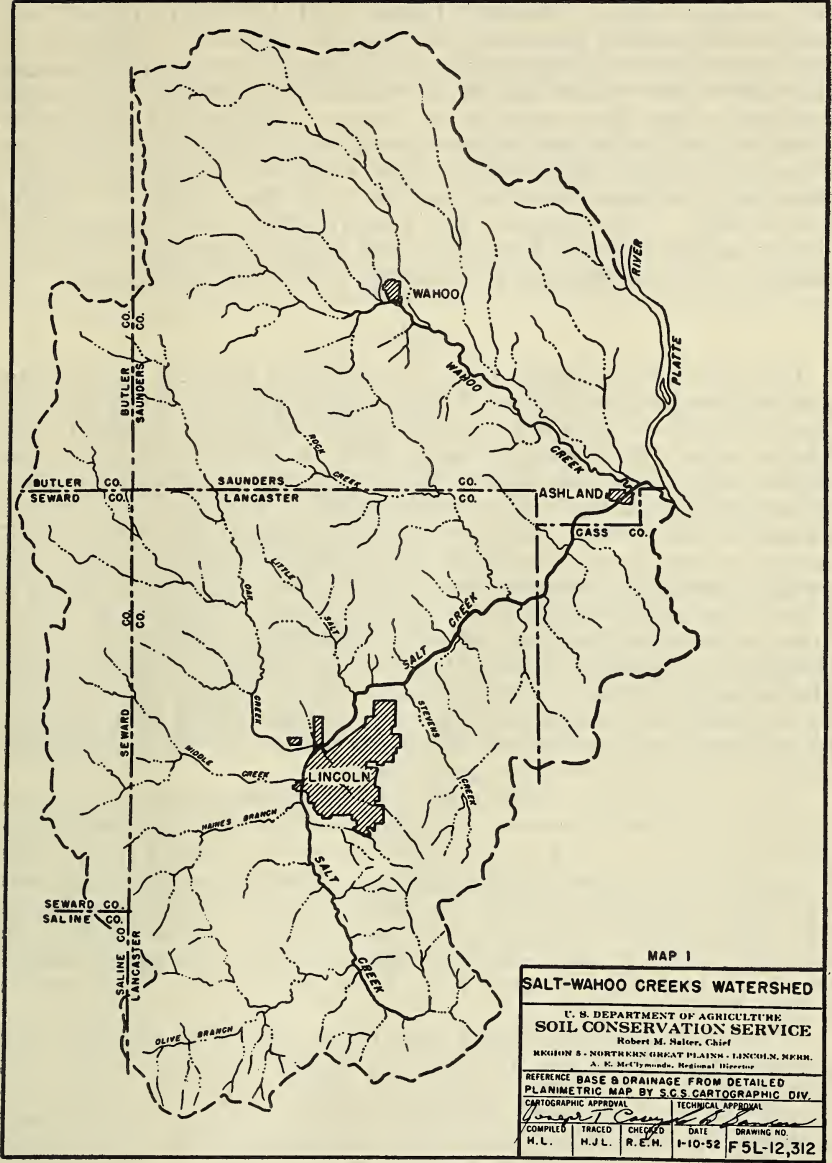 RIVER
PLATTE
WAHOO
WAHOO
CREEK
BUTLER CO.
SAUNDERS CO.
ROCK
CREEK
BUTLER CO.
SEWARD CO.
SAUNDERS CO.
LANCASTER CO.
ASHLAND
CASS CO.
LITTLE
SALT
OAK
CREEK
SALT CREEK
SEWARD CO.
CO.
STEVENS
CREEK
MIDDLE
CREEK
LINCOLN
HAINES BRANCH
SALT
CREEK
SEWARD CO.
SALINE CO.
SALINE CO.
LANCASTER
OLIVE BRANCH
MAP I
SALT-WAHOO CREEKS WATERSHED
U. S. DEPARTMENT OF AGRICULTURE
SOIL CONSERVATION SERVICE
Robert M. Salter, Chief
REGION 5 - NORTHERN GREAT PLAINS - LINCOLN, NEBR.
A. E. McClymonds, Regional Director
REFERENCE BASE & DRAINAGE FROM DETAILED
PLANIMETRIC MAP BY S.C.S. CARTOGRAPHIC DIV.
CARTOGRAPHIC APPROVAL TECHNICAL APPROVAL
Joseph T.
COMPILED TRACED CHECKED DATE DRAWING NO.
H.L. H.J.L. R.E.H. 1-10-52 F5L-12,312